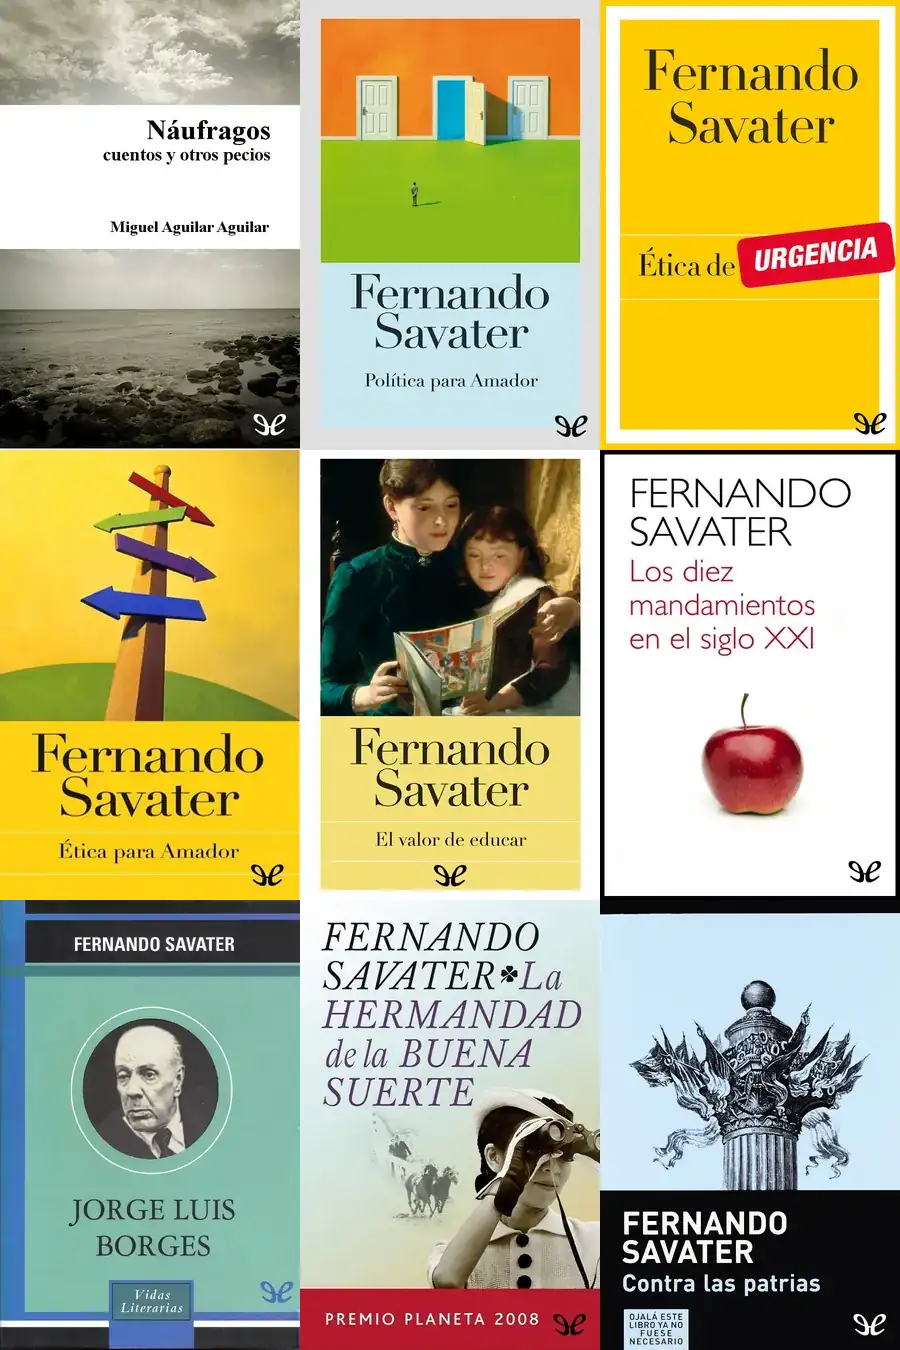 Náufragos
cuentos y otros pecios
Miguel Aguilar Aguilar
Fernando
Savater
Política para Amador
Fernando
Savater
Ética de URGENCIA
Fernando
Savater
Ética para Amador
Fernando
Savater
El valor de educar
FERNANDO
SAVATER
Los diez
mandamientos
en el siglo XXI
FERNANDO SAVATER
JORGE LUIS
BORGES
Vidas
Literarias
FERNANDO
SAVATER La
HERMANDAD
de la BUENA
SUERTE
PREMIO PLANETA 2008
FERNANDO
SAVATER
Contra las patrias
OJALÁ ESTE
LIBRO YA NO
FUESE
NECESARIO